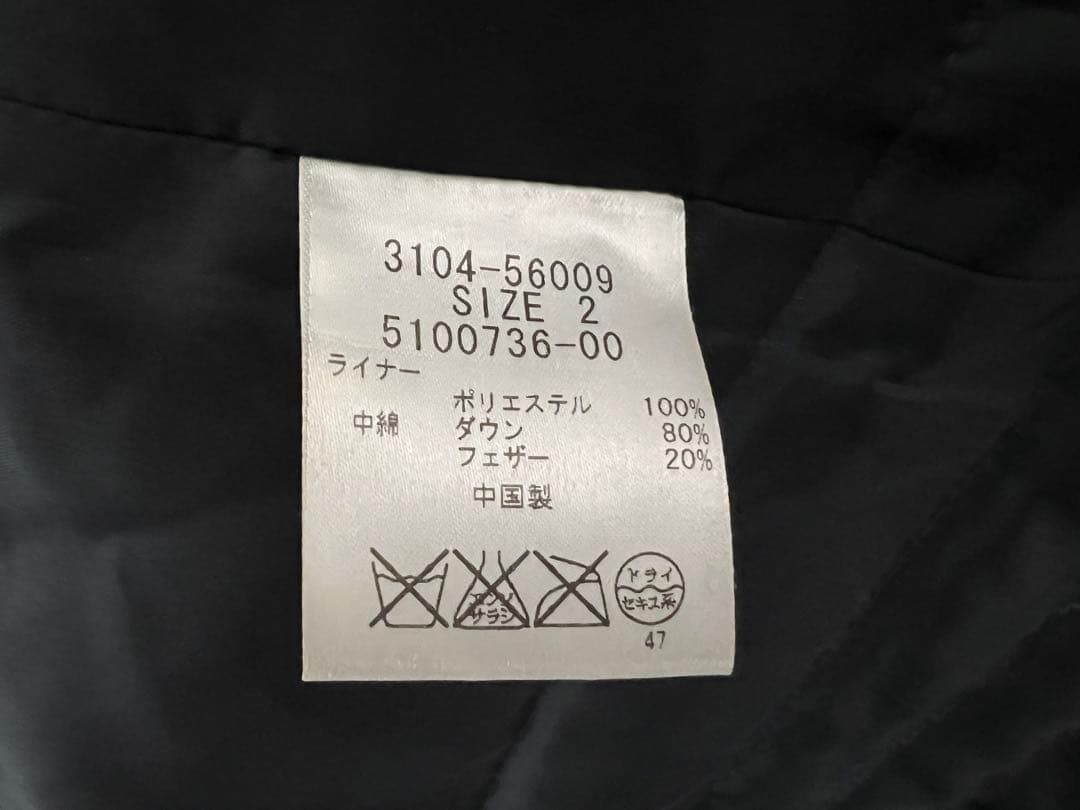 3104-56009
SIZE 2
5100736-00
ライナー
ポリエステル 100%
中綿 ダウン 80%
フェザー 20%
中国製
エンソ
サラシ
ドライ
セキユ系
47